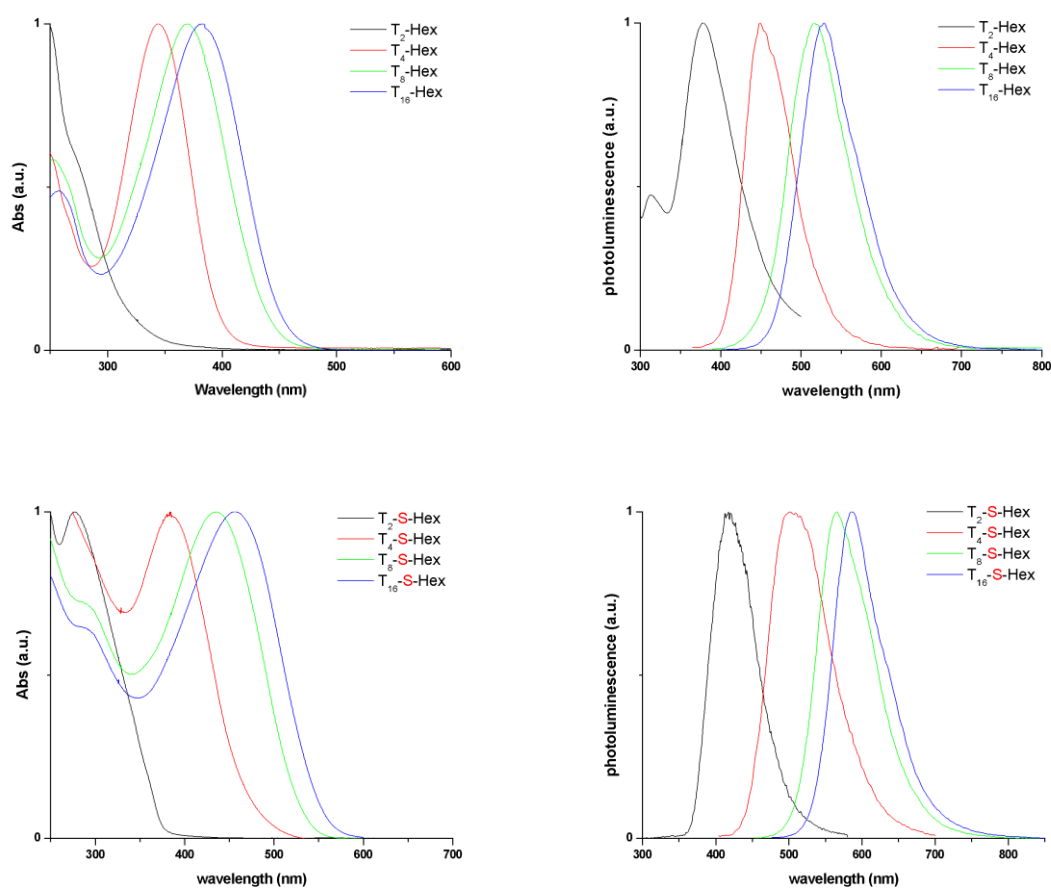 1
T₂-Hex
T₄-Hex
T₈-Hex
T₁₆-Hex
Abs (a.u.)
0
300
400
500
600
Wavelength (nm)
1
T₂-Hex
T₄-Hex
T₈-Hex
T₁₆-Hex
photoluminescence (a.u.)
0
300
400
500
600
700
800
wavelength (nm)
1
T₂-S-Hex
T₄-S-Hex
T₈-S-Hex
T₁₆-S-Hex
Abs (a.u.)
0
300
400
500
600
700
wavelength (nm)
1
T₂-S-Hex
T₄-S-Hex
T₈-S-Hex
T₁₆-S-Hex
photoluminescence (a.u.)
0
300
400
500
600
700
800
wavelength (nm)